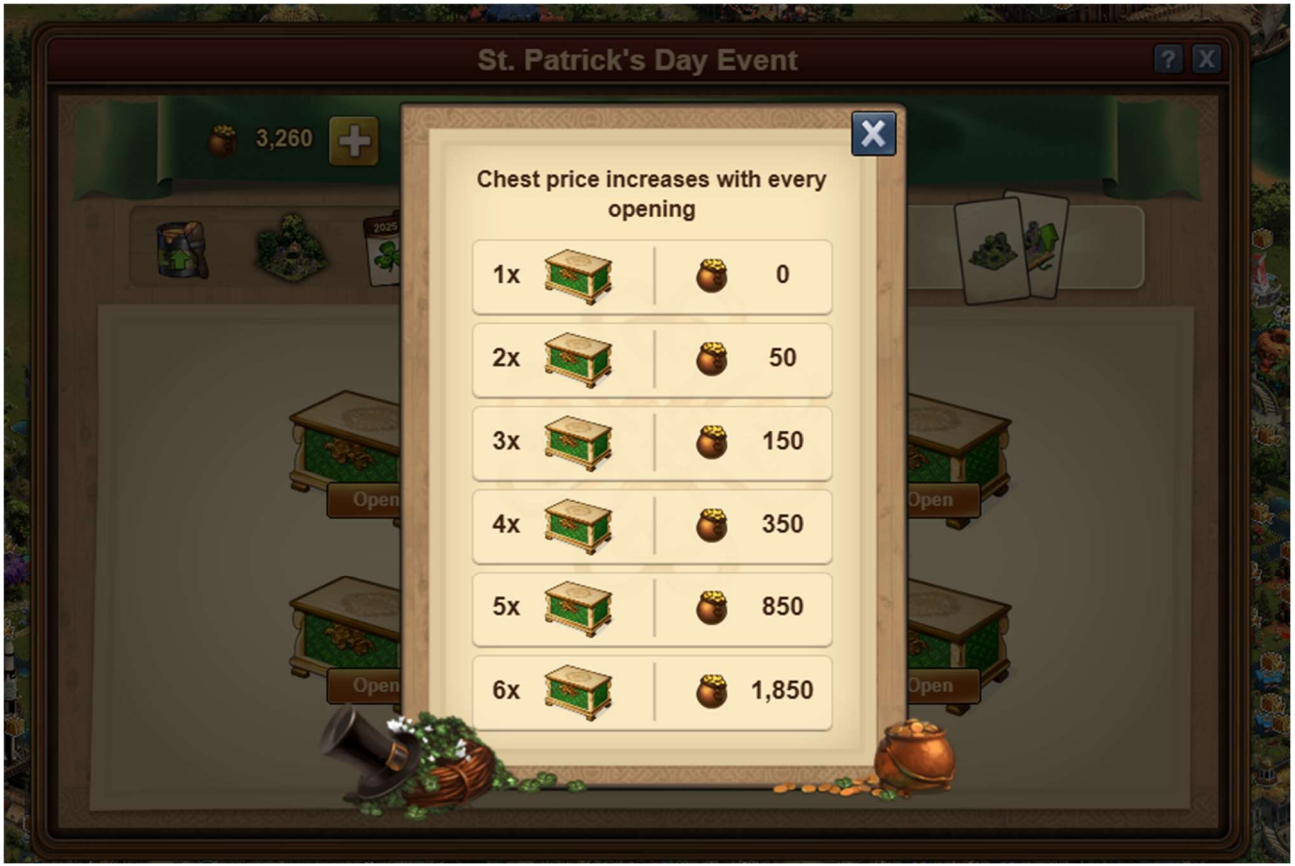 St. Patrick's Day Event
? X
3,260
X
Chest price increases with every
opening
2025
1x 0
2x 50
3x 150
4x 350
Open Open
5x 850
6x 1,850
Open Open